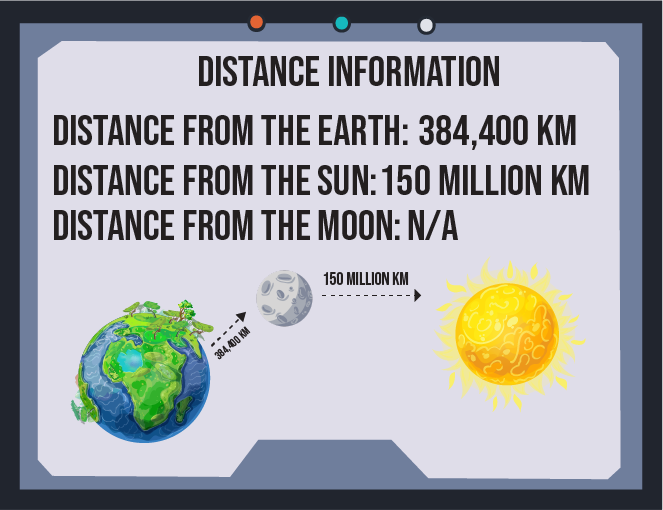 DISTANCE INFORMATION
DISTANCE FROM THE EARTH: 384,400 KM
DISTANCE FROM THE SUN: 150 MILLION KM
DISTANCE FROM THE MOON: N/A
150 MILLION KM
384,400 KM